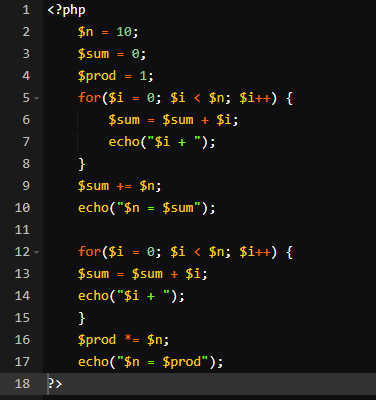 1 <?php
2     $n = 10;
3     $sum = 0;
4     $prod = 1;
5     for($i = 0; $i < $n; $i++) {
6         $sum = $sum + $i;
7         echo("$i + ");
8     }
9     $sum += $n;
10     echo("$n = $sum");
11
12     for($i = 0; $i < $n; $i++) {
13     $sum = $sum + $i;
14     echo("$i + ");
15     }
16     $prod *= $n;
17     echo("$n = $prod");
18 ?>